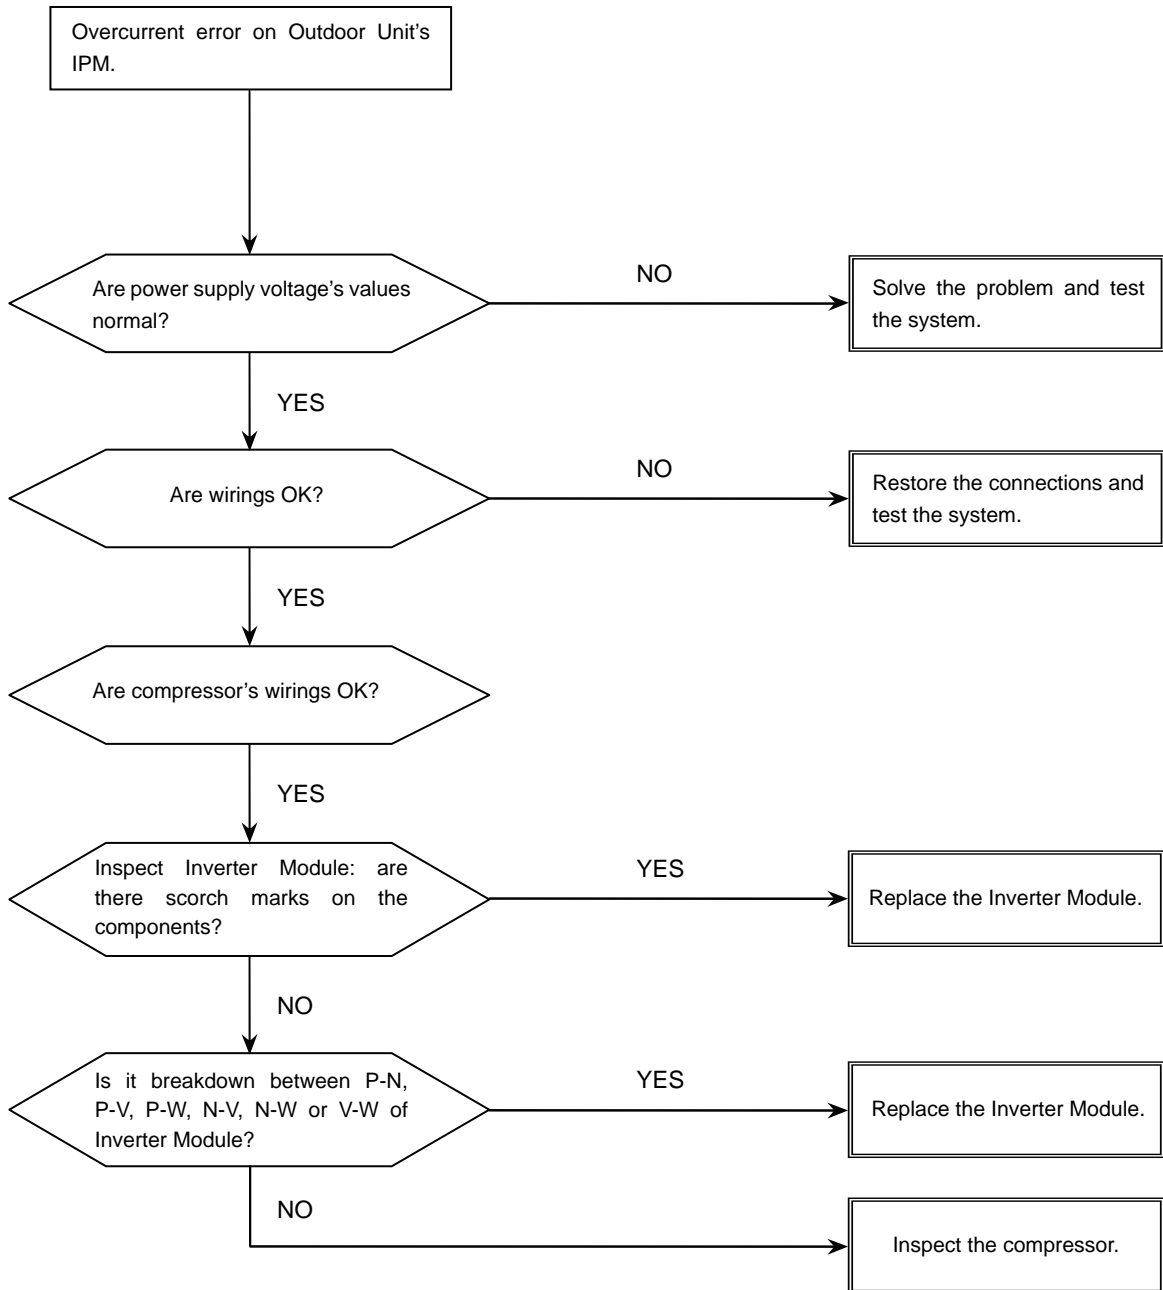 Overcurrent error on Outdoor Unit's
IPM.
Are power supply voltage's values
normal?
NO
Solve the problem and test
the system.
YES
Are wirings OK?
NO
Restore the connections and
test the system.
YES
Are compressor's wirings OK?
YES
Inspect Inverter Module: are
there scorch marks on the
components?
YES
Replace the Inverter Module.
NO
Is it breakdown between P-N,
P-V, P-W, N-V, N-W or V-W of
Inverter Module?
YES
Replace the Inverter Module.
NO
Inspect the compressor.